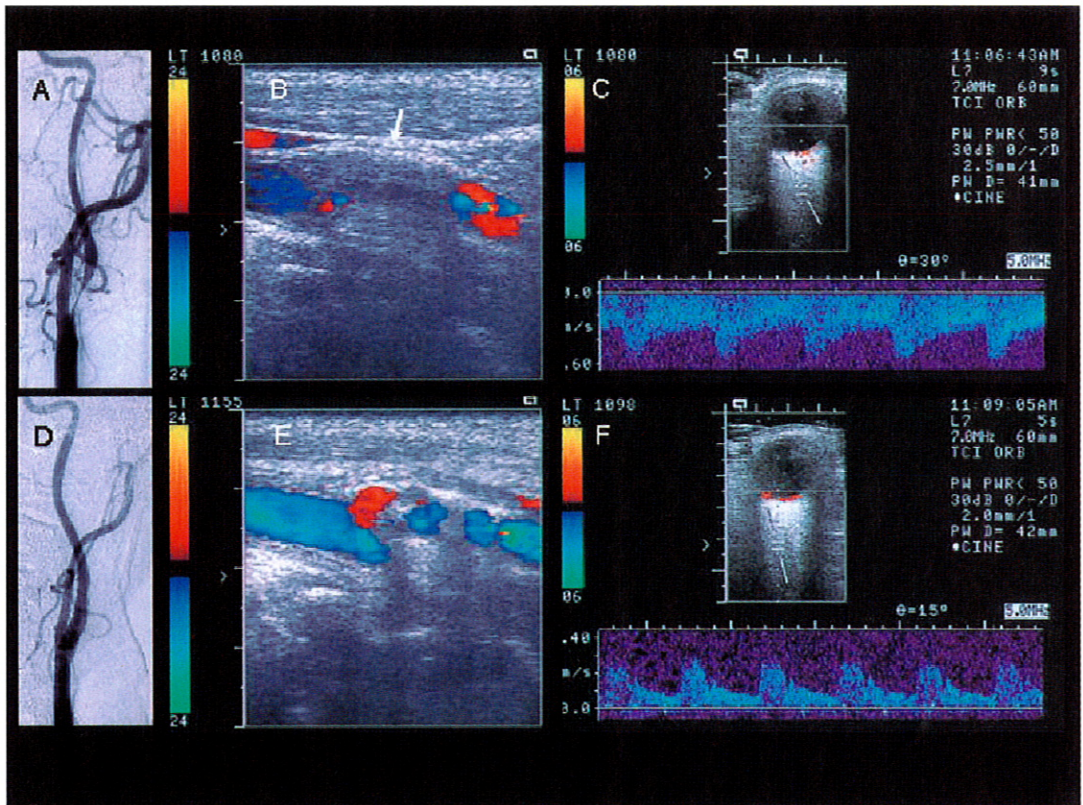 A
LT 1080
24
24
B
LT 1080
06
06
C
11:06:43AM
L7 9s
7.0MHz 60mm
TCI ORB
PW PWR< 50
30dB 0/-/D
2.5mm/1
PW D= 41mm
*CINE
θ=30°
5.0MHz
m/s
.60
D
LT 1155
24
24
E
LT 1098
06
06
F
11:09:05AM
L7 5s
7.0MHz 60mm
TCI ORB
PW PWR< 50
30dB 0/-/D
2.0mm/1
PW D= 42mm
*CINE
θ=15°
5.0MHz
.40
m/s